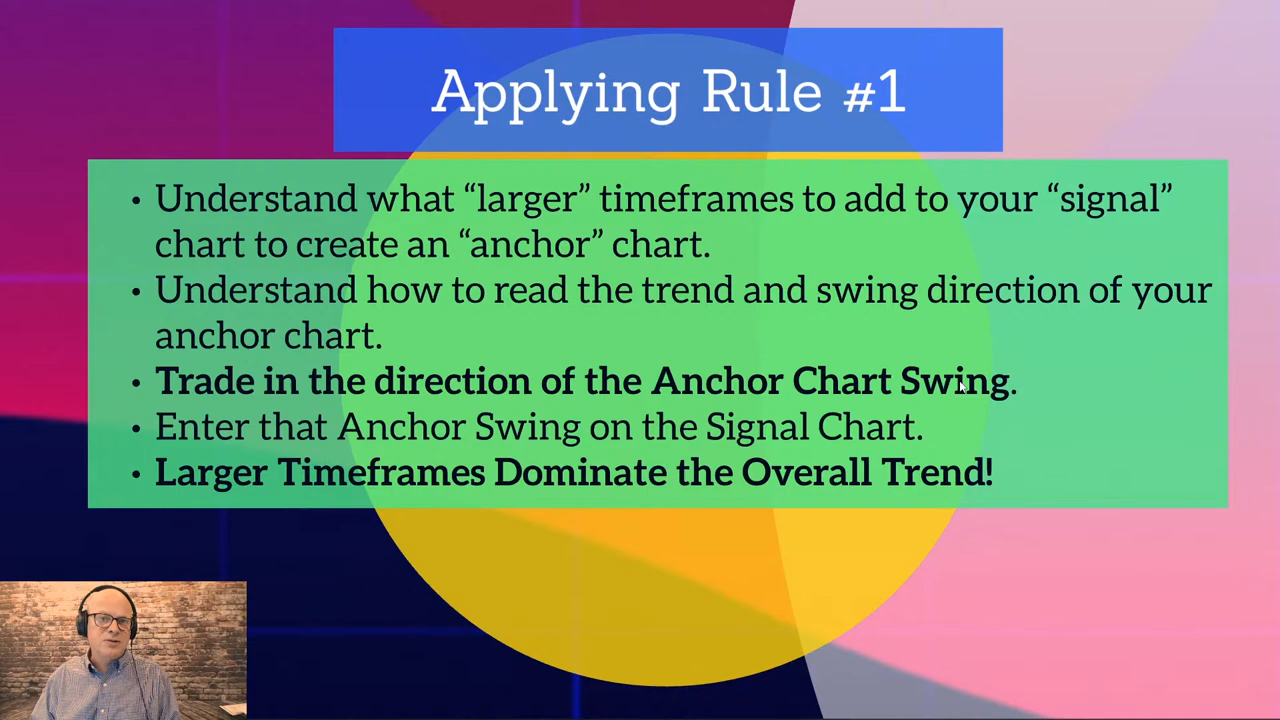 Applying Rule #1
• Understand what “larger” timeframes to add to your “signal”
chart to create an “anchor” chart.
• Understand how to read the trend and swing direction of your
anchor chart.
• Trade in the direction of the Anchor Chart Swing.
• Enter that Anchor Swing on the Signal Chart.
• Larger Timeframes Dominate the Overall Trend!